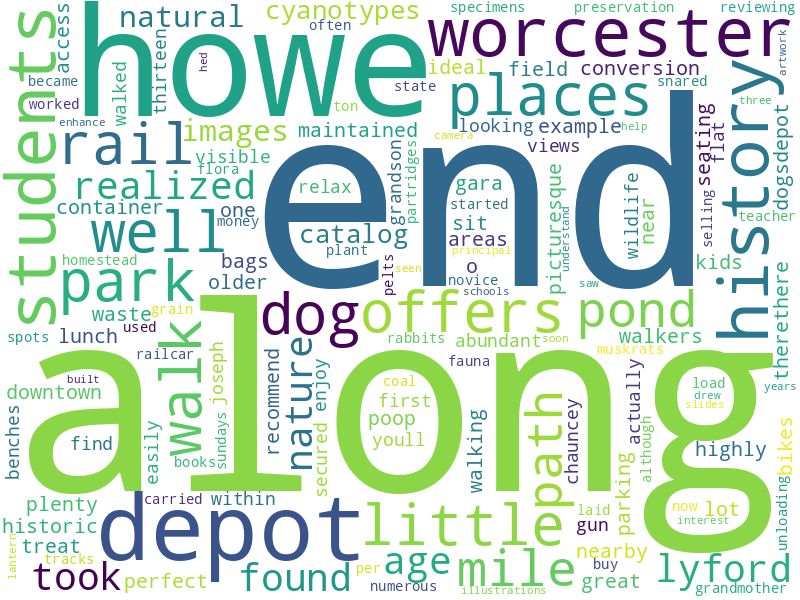 specimens
preservation
reviewing
natural
cyanotypes
often
hed
access
thirteen
howe
worcester
artwork
students
became
walked
ideal
field
conversion
snared
state
worked
ton
places
history
three
enhance
rail
images
maintained
camera
looking
example
help
views
seating
flat
visible
flora
realized
relax
grandson
partridges
gara
picturesque
understand
wildlife
near
selling
dogsdepot
teacher
container
one
money
end
started
sit
well
catalog
areas
plant
principal
homestead
bags
pelts
seen
o
novice
schools
saw
kids
therethere
park
older
waste
grain
along
dog
offers
pond
spots
lunch
used
walk
joseph
nature
rabbits
abundant
soon
walkers
railcar
recommend
enjoy
fauna
muskrats
downtown
built
coal
first
load
drew
slides
years
benches
find
easily
sundays
books
secured
poop
youll
walking
path
chauncey
actually
although
highly
bikes
unloading
plenty
carried
within
parking
now
lot
interest
historic
treat
depot
little
laid
gun
lantern
tracks
age
per
mile
nearby
lyford
took
perfect
found
numerous
illustrations
buy
great
grandmother